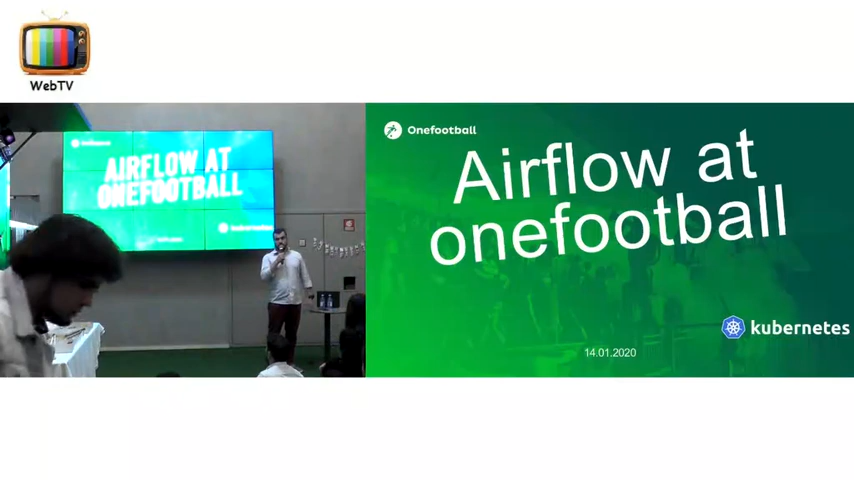 WebTV
AIRFLOW AT
ONEFOOTBALL
Onefootball
Airflow at
onefootball
kubernetes
14.01.2020